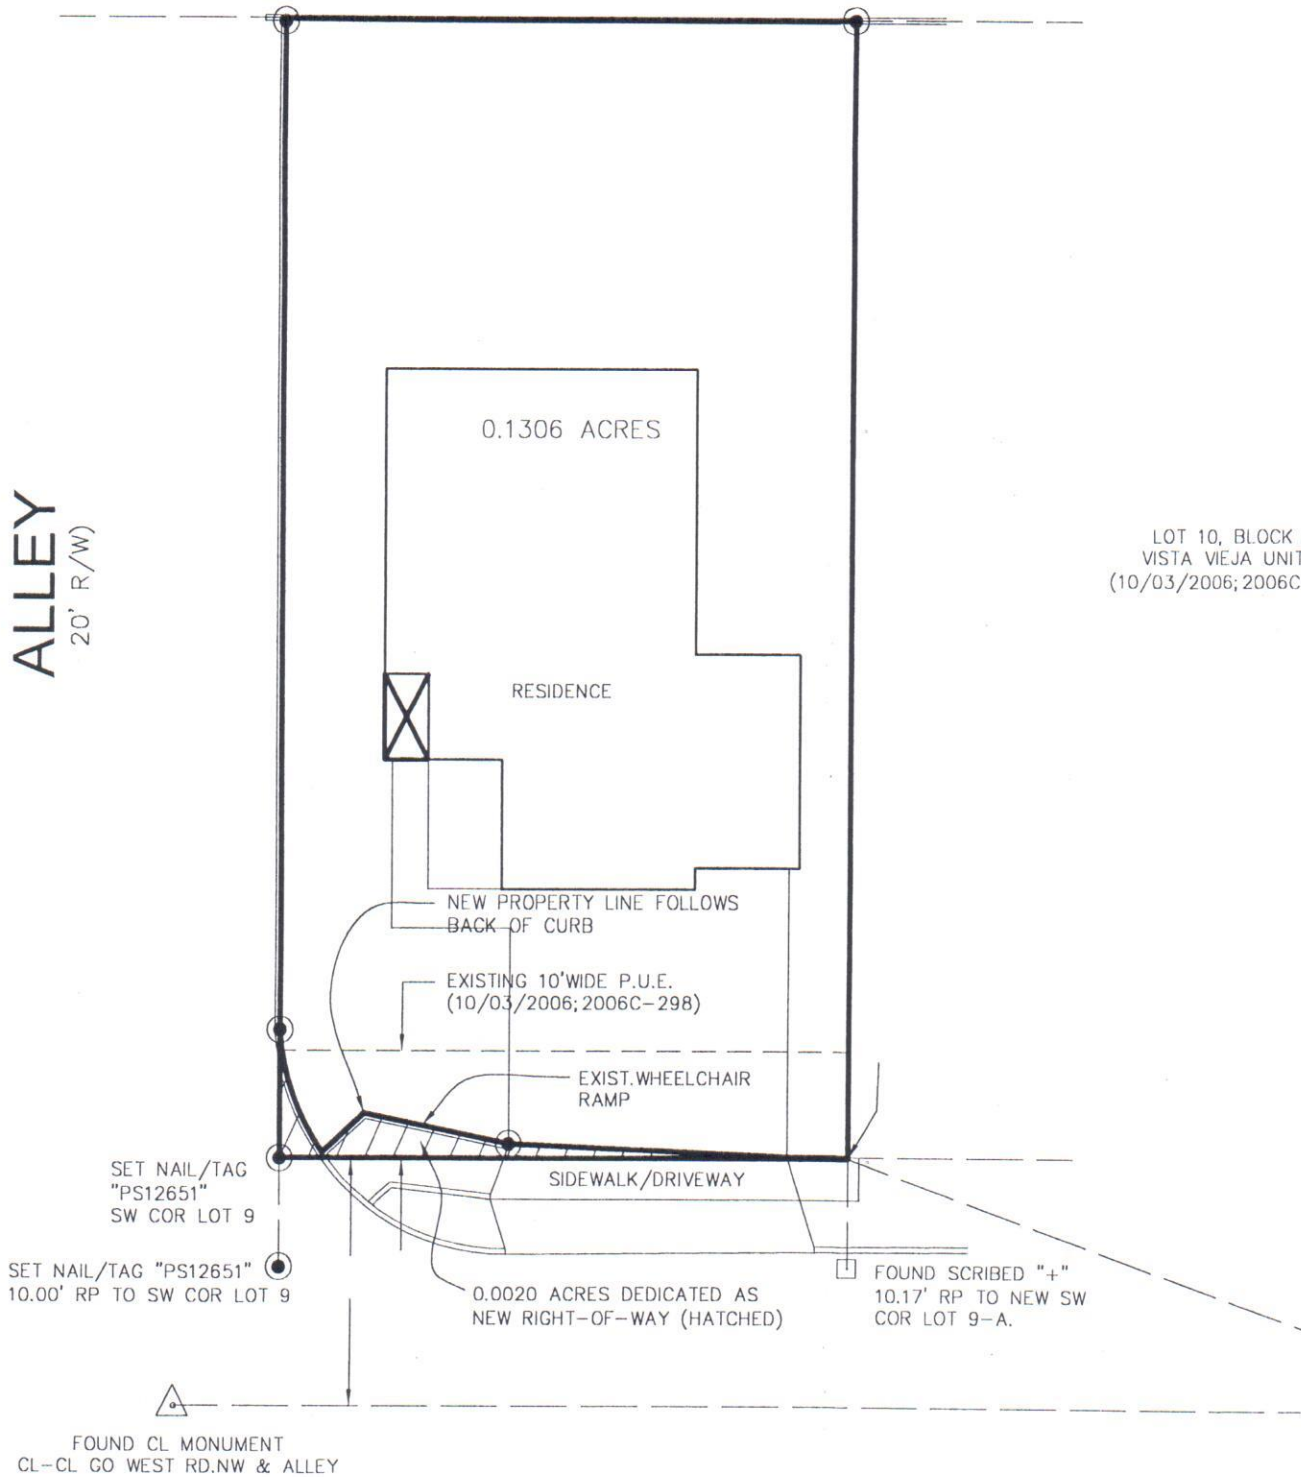 0.1306 ACRES
ALLEY
20' R/W)
LOT 10, BLOCK
VISTA VIEJA UNIT
(10/03/2006;2006C
RESIDENCE
NEW PROPERTY LINE FOLLOWS
BACK OF CURB
EXISTING 10'WIDE P.U.E.
(10/03/2006;2006C-298)
EXIST.WHEELCHAIR
RAMP
SET NAIL/TAG
"PS12651"
SW COR LOT 9
SIDEWALK/DRIVEWAY
SET NAIL/TAG "PS12651"
10.00' RP TO SW COR LOT 9
0.0020 ACRES DEDICATED AS
NEW RIGHT-OF-WAY (HATCHED)
FOUND SCRIBED "+"
10.17' RP TO NEW SW
COR LOT 9-A.
FOUND CL MONUMENT
CL-CL GO WEST RD.NW & ALLEY